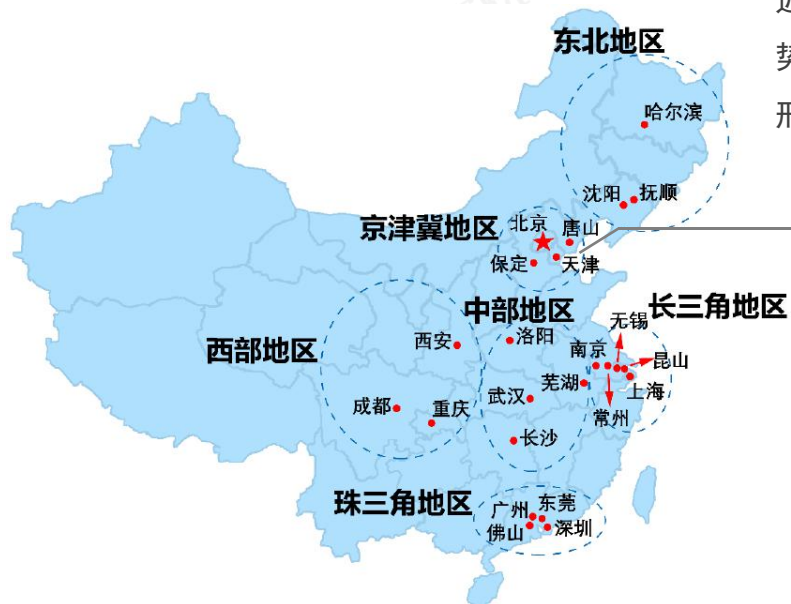 东北地区
势
形
哈尔滨
沈阳
抚顺
京津冀地区
北京
唐山
保定
天津
中部地区
长三角地区
无锡
西部地区
西安
洛阳
南京
昆山
芜湖
上海
成都
重庆
武汉
常州
长沙
珠三角地区
广州
东莞
佛山
深圳